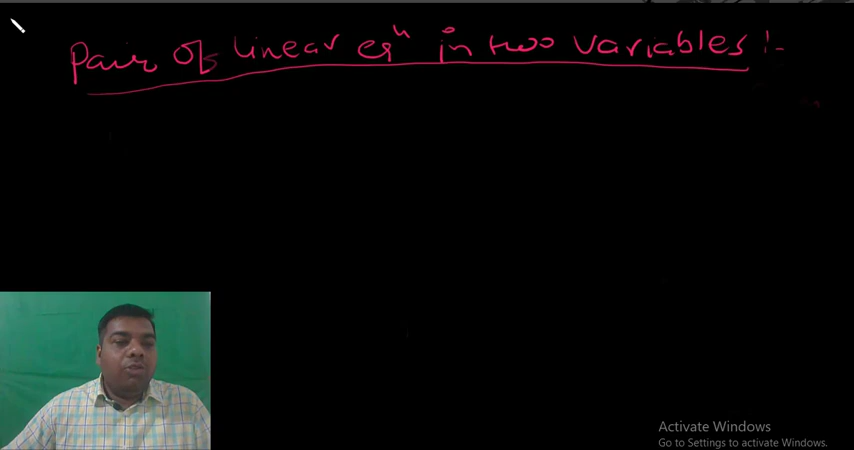 Pair of linear eqⁿ in two variables :-
Activate Windows
Go to Settings to activate Windows.